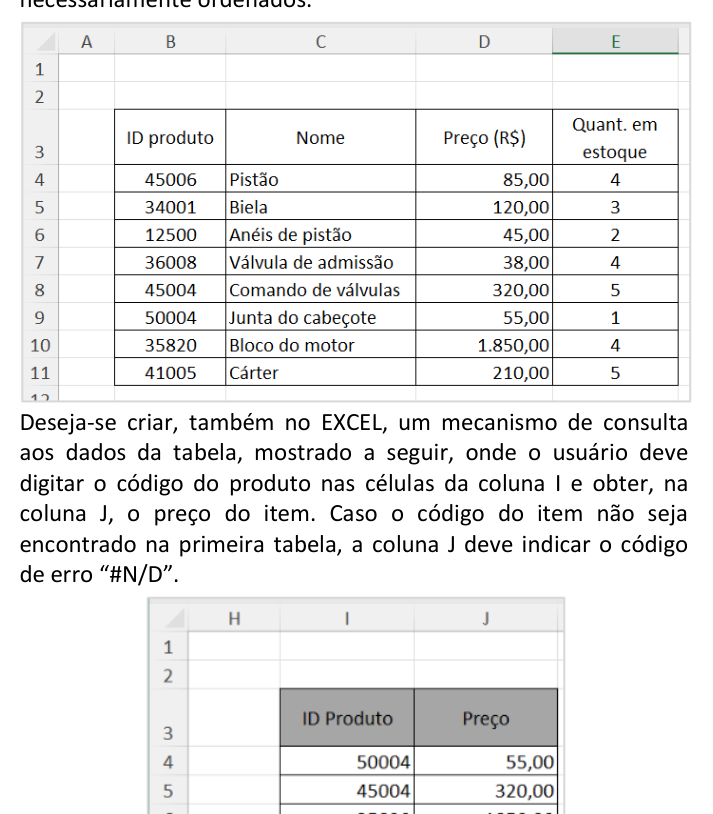 necessariamente ordenados.
A B C D E
1
2
3 ID produto Nome Preço (R$) Quant. em estoque
4 45006 Pistão 85,00 4
5 34001 Biela 120,00 3
6 12500 Anéis de pistão 45,00 2
7 36008 Válvula de admissão 38,00 4
8 45004 Comando de válvulas 320,00 5
9 50004 Junta do cabeçote 55,00 1
10 35820 Bloco do motor 1.850,00 4
11 41005 Cárter 210,00 5
Deseja-se criar, também no EXCEL, um mecanismo de consulta
aos dados da tabela, mostrado a seguir, onde o usuário deve
digitar o código do produto nas células da coluna I e obter, na
coluna J, o preço do item. Caso o código do item não seja
encontrado na primeira tabela, a coluna J deve indicar o código
de erro “#N/D”.
H I J
1
2
3 ID Produto Preço
4 50004 55,00
5 45004 320,00